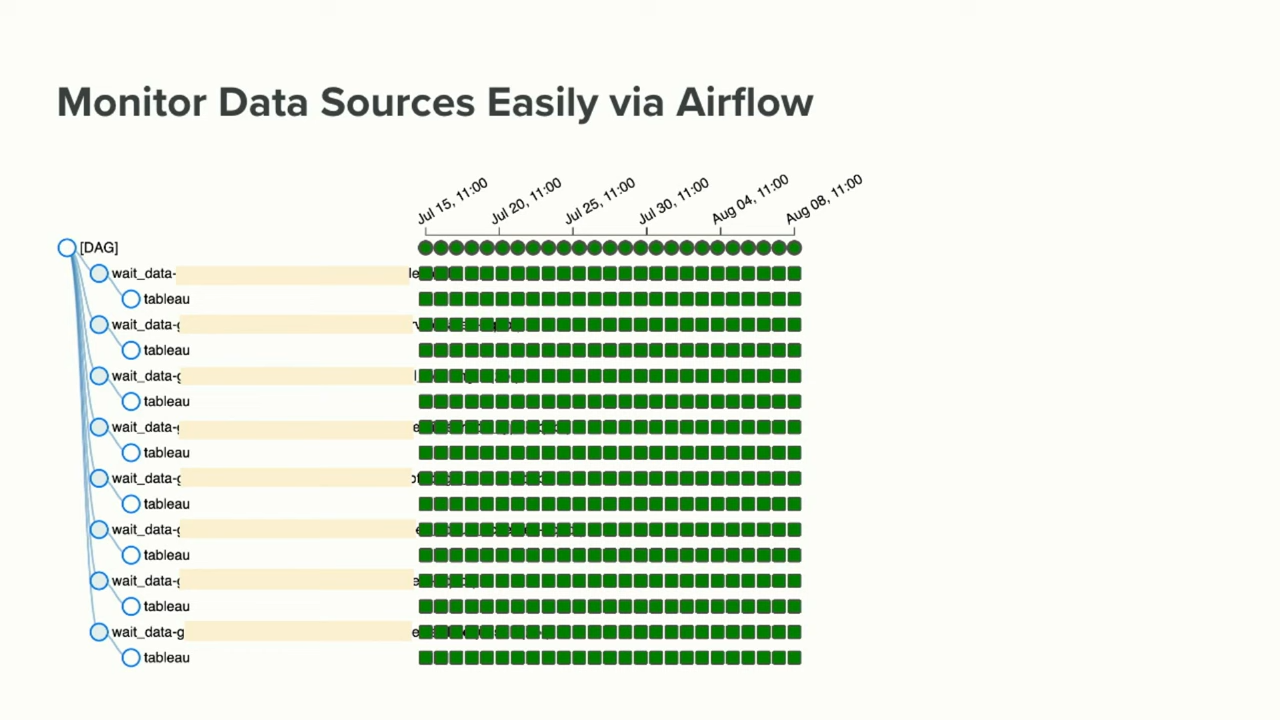 Monitor Data Sources Easily via Airflow
Jul 15, 11:00
Jul 20, 11:00
Jul 25, 11:00
Jul 30, 11:00
Aug 04, 11:00
Aug 08, 11:00
[DAG]
wait_data-
tableau
wait_data-g
tableau
wait_data-g
tableau
wait_data-g
tableau
wait_data-g
tableau
wait_data-g
tableau
wait_data-g
tableau
wait_data-g
tableau